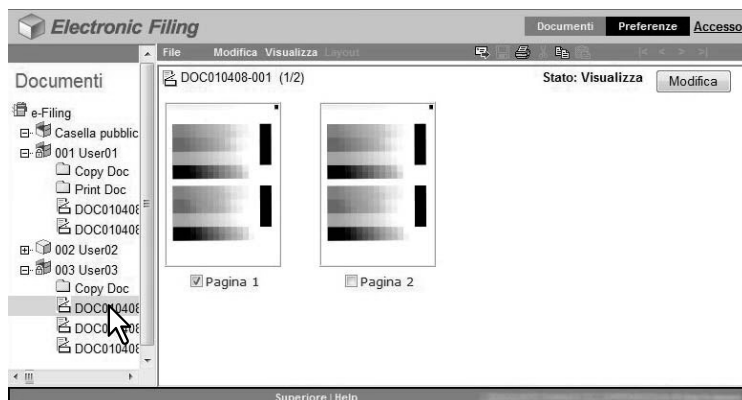 Electronic Filing
Documenti Preferenze Accesso
File Modifica Visualizza Layout
Documenti
e-Filing
Casella pubblic
001 User01
Copy Doc
Print Doc
DOC010408
DOC010408
002 User02
003 User03
Copy Doc
DOC010408
DOC010408
DOC010408
DOC010408-001 (1/2)
Stato: Visualizza Modifica
Pagina 1 Pagina 2
Superiore | Help